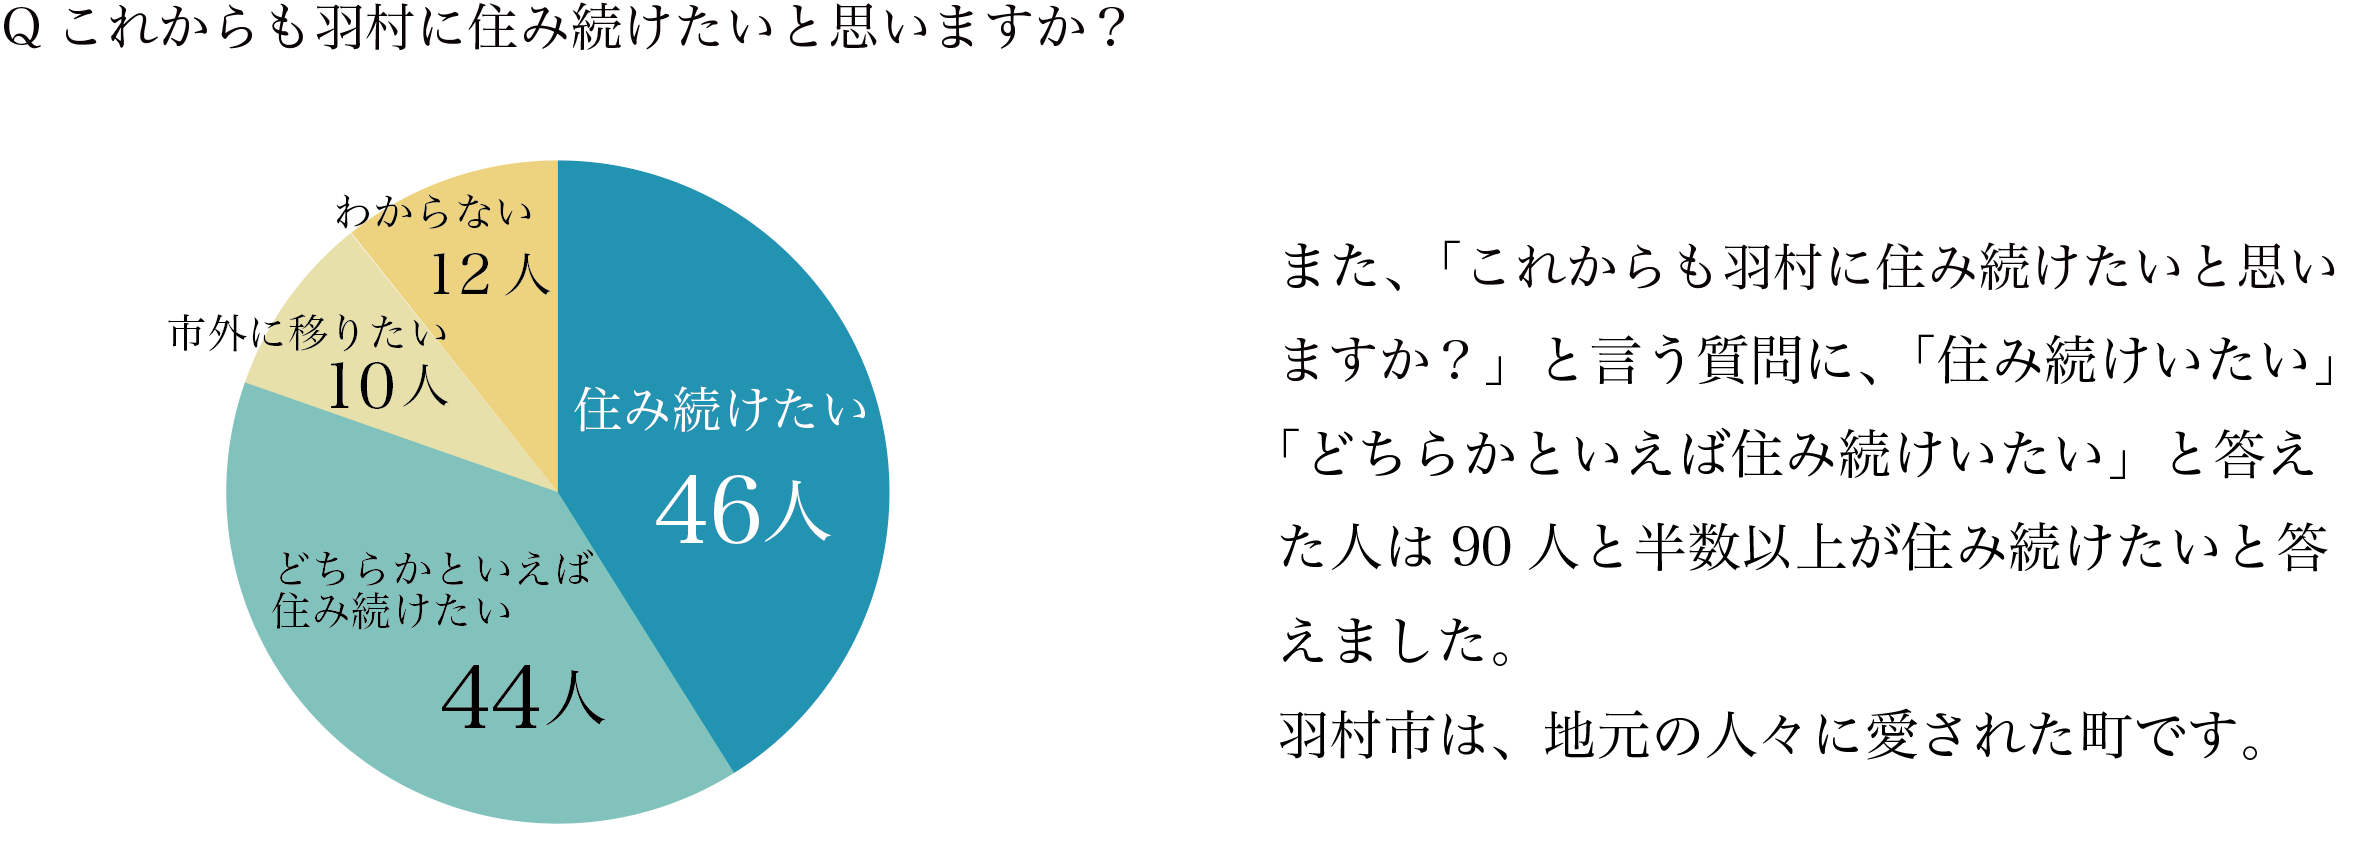 Q これからも羽村に住み続けたいと思いますか？
わからない
12 人
市外に移りたい
10 人
住み続けたい
46人
どちらかといえば
住み続けたい
44人
また、「これからも羽村に住み続けたいと思い
ますか？」と言う質問に、「住み続けいたい」
「どちらかといえば住み続けいたい」と答え
た人は 90 人と半数以上が住み続けたいと答
えました。
羽村市は、地元の人々に愛された町です。